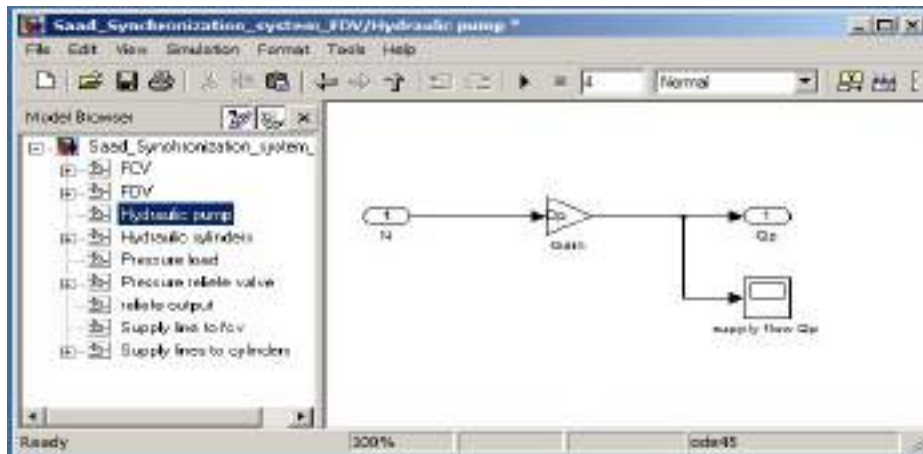 Saad_Synchronization_system_FDV/Hydraulic pump *
File Edit View Simulation Format Tools Help
4 Normal
Model Browser
Saad_Synchronization_system_
FCV
FDV
Hydraulic pump
Hydraulic cylinders
Pressure load
Pressure reliefe valve
reliefe output
Supply line to fcv
Supply lines to cylinders
1
N
Gain
1
Qp
supply flow Qp
Ready 100% ode45